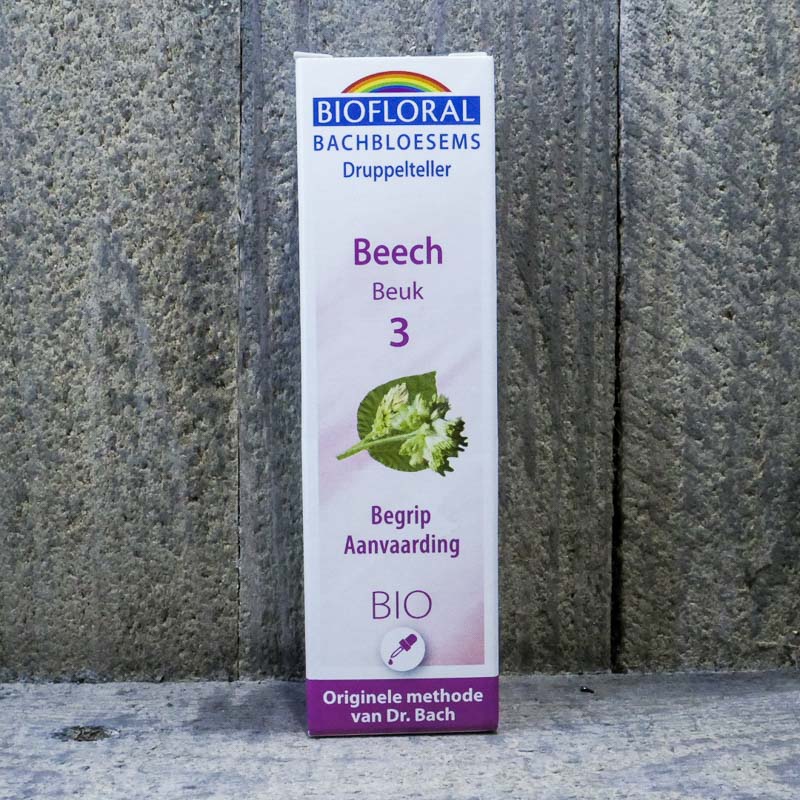 BIOFLORAL
BACHBLOESEMS
Druppelteller
Beech
Beuk
3
Begrip
Aanvaarding
BIO
Originele methode
van Dr. Bach